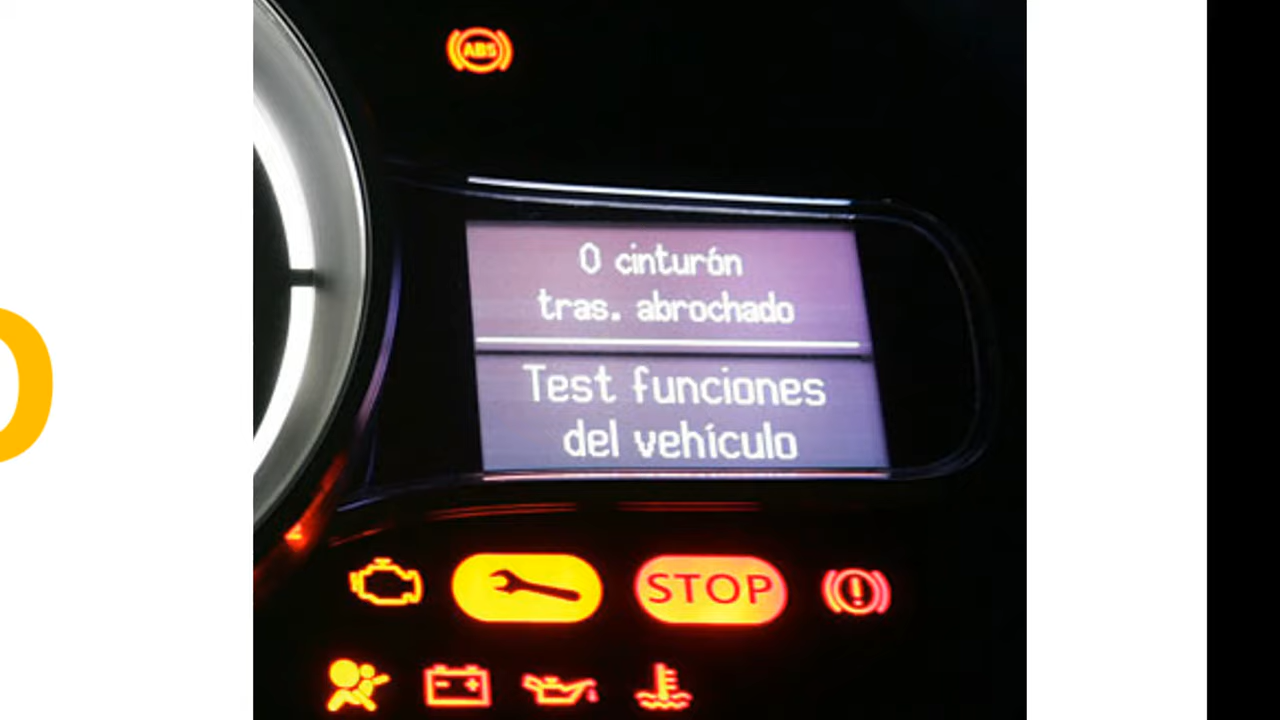 ABS
0 cinturón
tras. abrochado
Test funciones
del vehículo
STOP